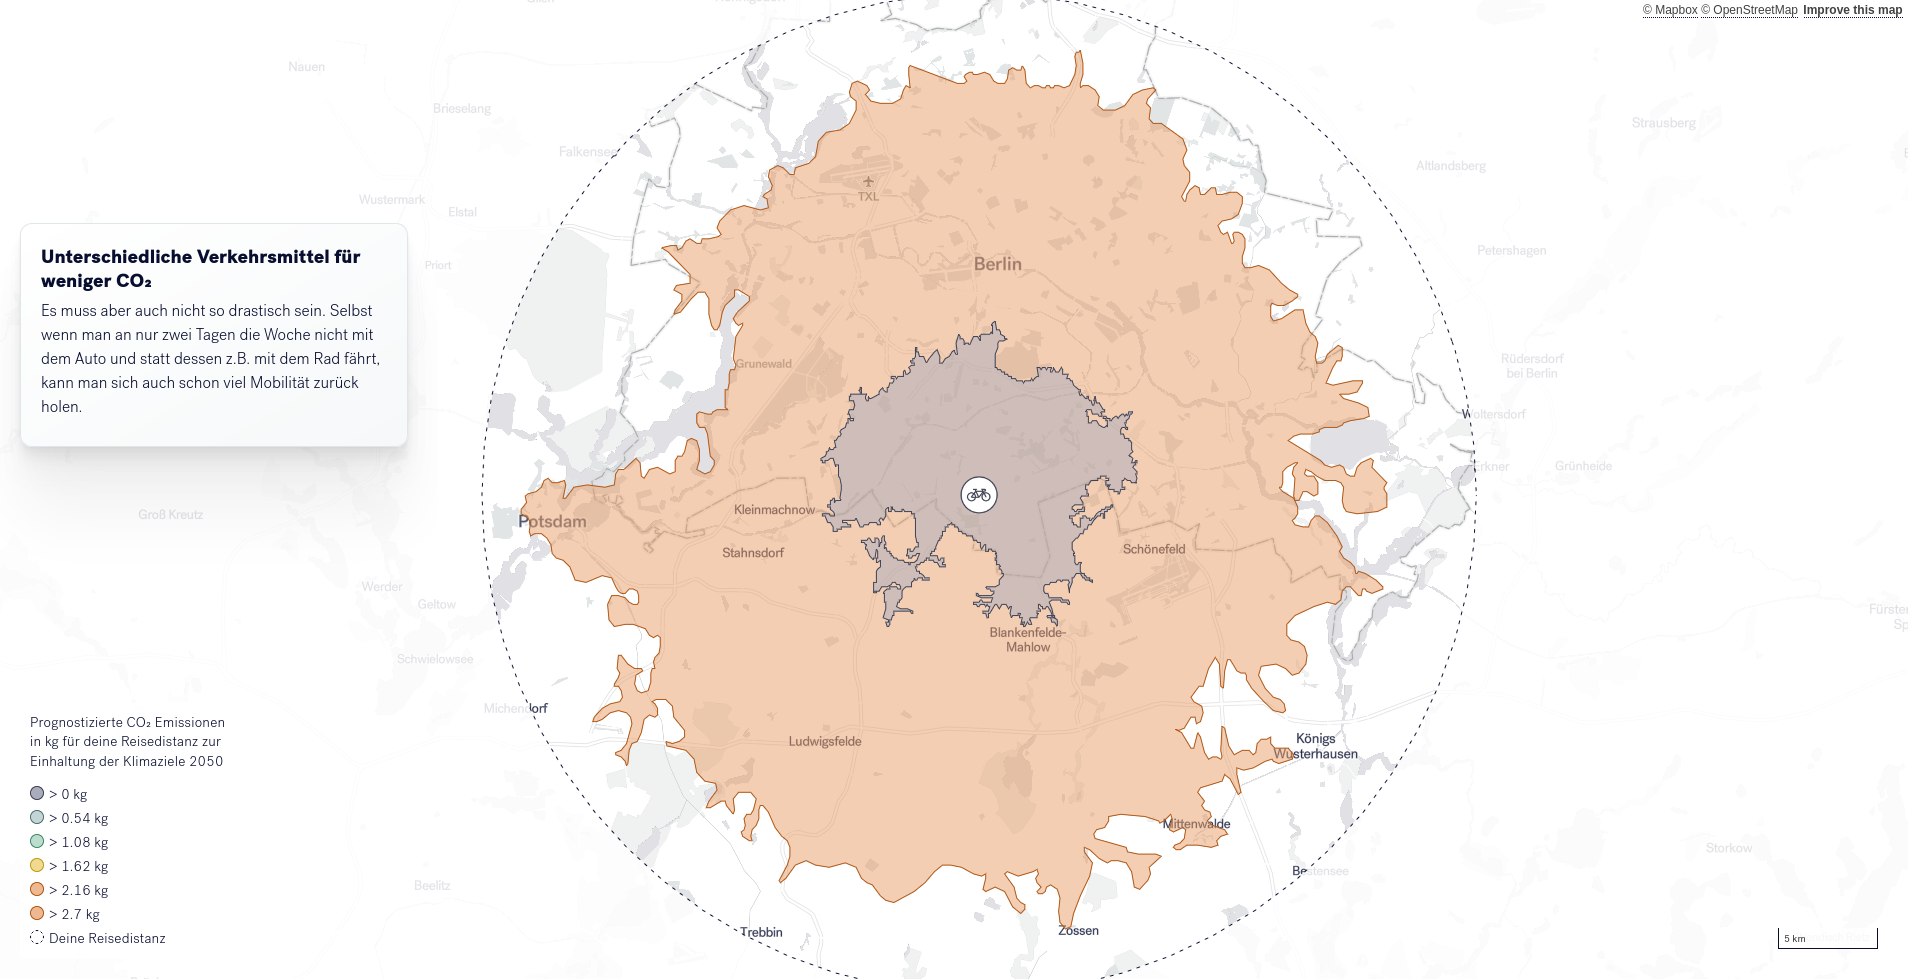 © Mapbox © OpenStreetMap Improve this map
Nauen
Brieselang
Strausberg
Falkensee
Altlandsberg
TXL
Wustermark
Elstal
Petershagen
Berlin
Priort
Unterschiedliche Verkehrsmittel für
weniger CO₂
Es muss aber auch nicht so drastisch sein. Selbst
wenn man an nur zwei Tagen die Woche nicht mit
dem Auto und statt dessen z.B. mit dem Rad fährt,
kann man sich auch schon viel Mobilität zurück
holen.
Grunewald
Rüdersdorf
bei Berlin
Woltersdorf
Erkner
Grünheide
Groß Kreutz
Potsdam
Kleinmachnow
Stahnsdorf
Schönefeld
Werder
Geltow
Blankenfelde-
Mahlow
Schwielowsee
Michendorf
Ludwigsfelde
Königs
Wusterhausen
Mittenwalde
Storkow
Bestensee
Beelitz
Trebbin
Zossen
Prognostizierte CO₂ Emissionen
in kg für deine Reisedistanz zur
Einhaltung der Klimaziele 2050
> 0 kg
> 0.54 kg
> 1.08 kg
> 1.62 kg
> 2.16 kg
> 2.7 kg
Deine Reisedistanz
5 km